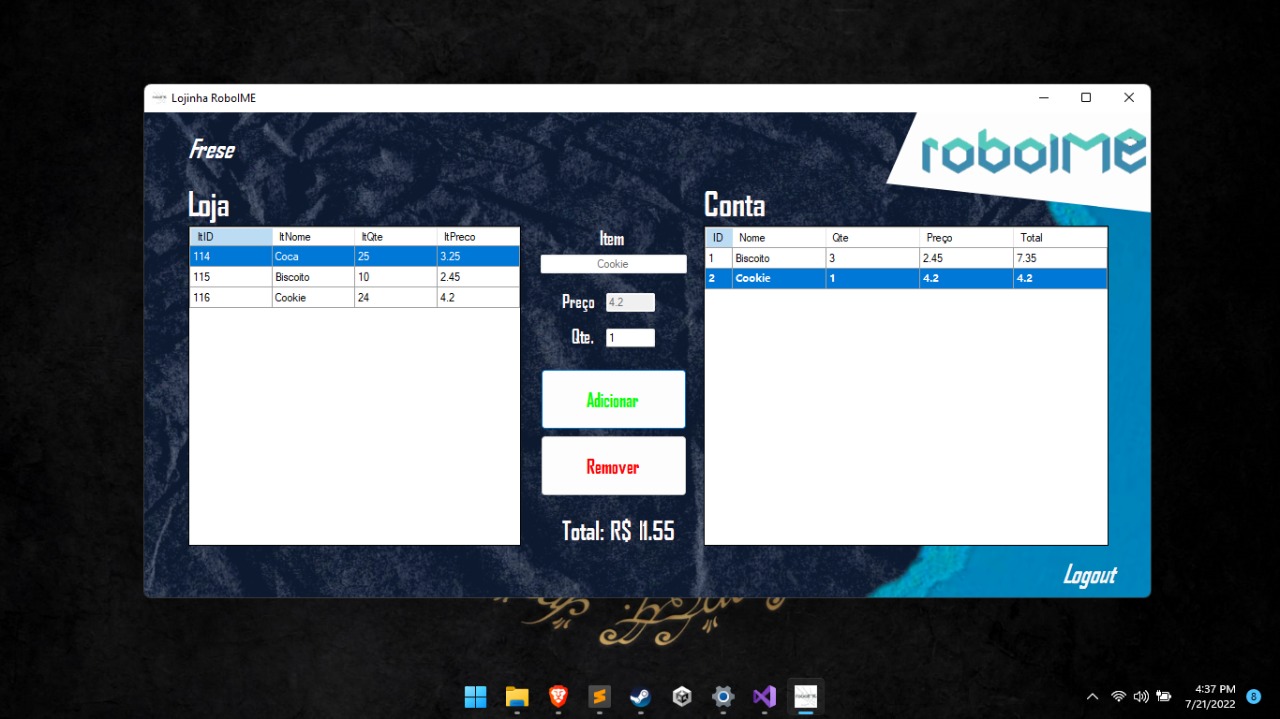 Lojinha RoboIME
roboIME
Frese
Loja
ItID ItNome ItQte ItPreco
114 Coca 25 3.25
115 Biscoito 10 2.45
116 Cookie 24 4.2
Item
Cookie
Preço 4.2
Qte. 1
Adicionar
Remover
Total: R$ 11.55
Conta
ID Nome Qte Preço Total
1 Biscoito 3 2.45 7.35
2 Cookie 1 4.2 4.2
Logout
4:37 PM
7/21/2022
8